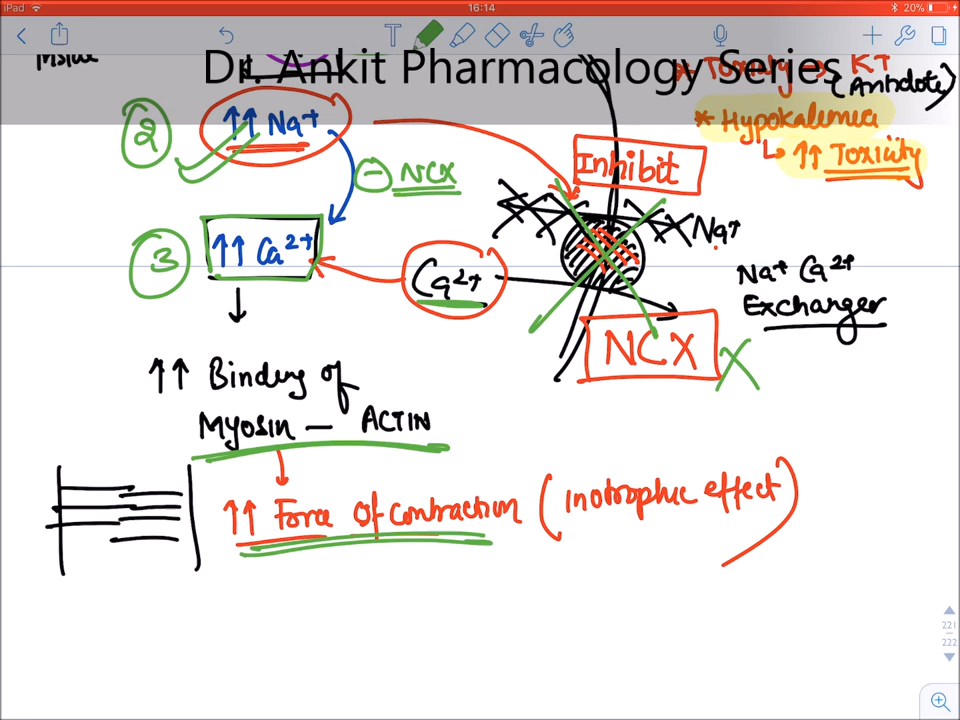 iPad
16:14
20%
T
Inside
Dr. Ankit Pharmacology Series
* Toxicity → K+
(Antidote)
* Hypokalemia
↳ ↑↑ Toxicity
2
↑↑ Na+
− NCX
Inhibit
Na+
3
↑↑ Ca2+
Ca2+
Na+ Ca2+
Exchanger
NCX
↑↑ Binding of
Myosin — ACTIN
↑↑ Force of contraction (inotrophic effect)
221
222